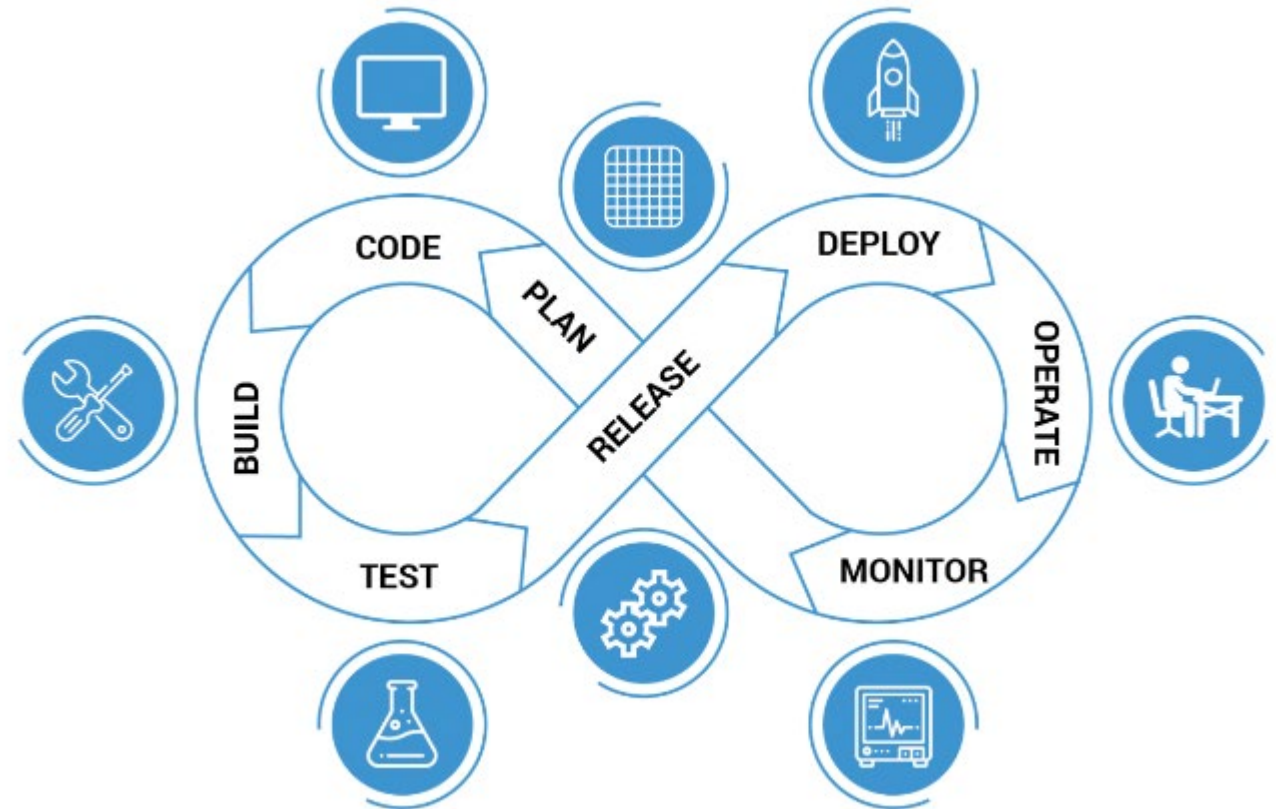 CODE
DEPLOY
PLAN
OPERATE
BUILD
RELEASE
TEST
MONITOR